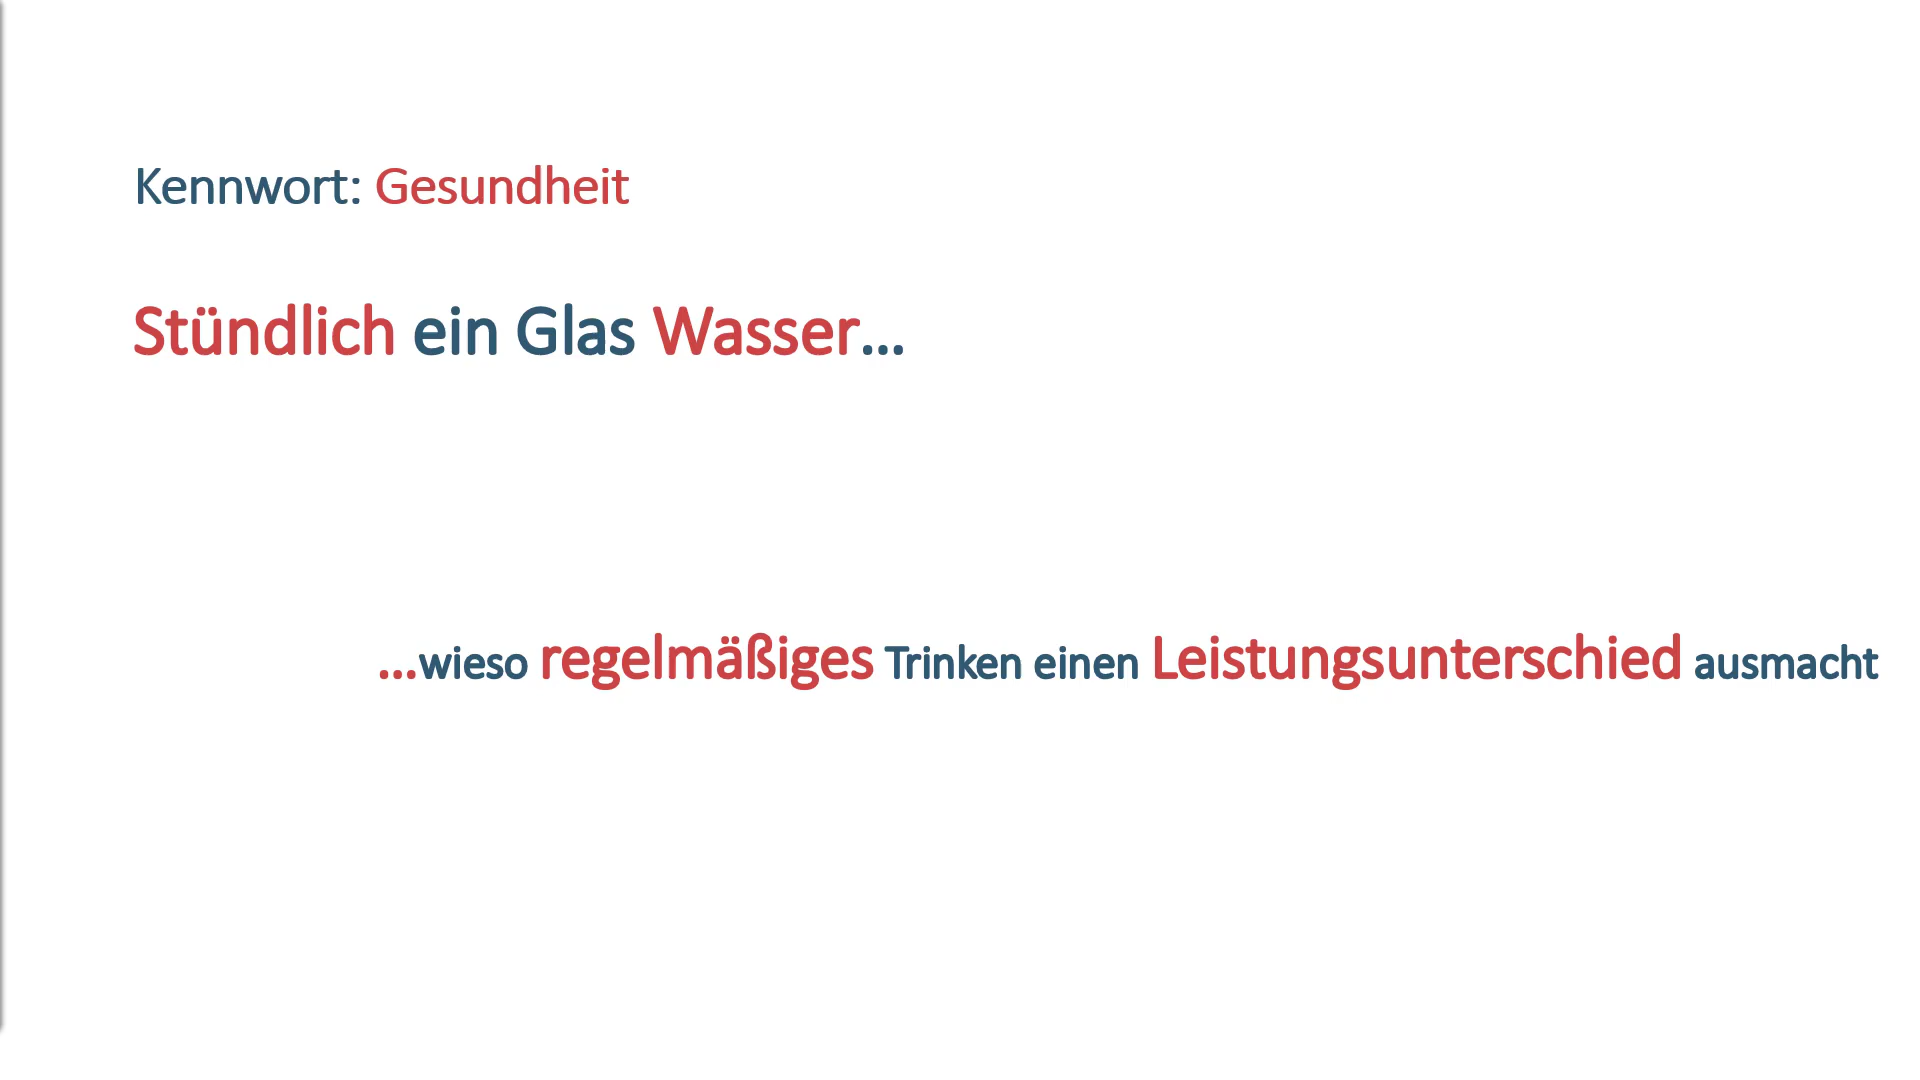 Kennwort: Gesundheit
Stündlich ein Glas Wasser...
...wieso regelmäßiges Trinken einen Leistungsunterschied ausmacht